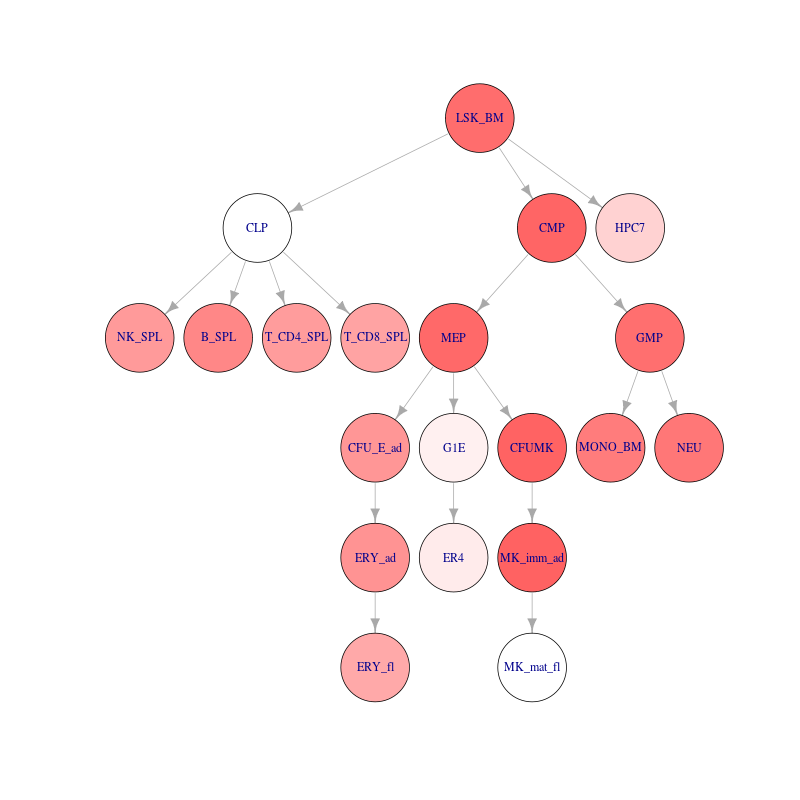 LSK_BM
CLP
CMP
HPC7
NK_SPL
B_SPL
T_CD4_SPL
T_CD8_SPL
MEP
GMP
CFU_E_ad
G1E
CFUMK
MONO_BM
NEU
ERY_ad
ER4
MK_imm_ad
ERY_fl
MK_mat_fl